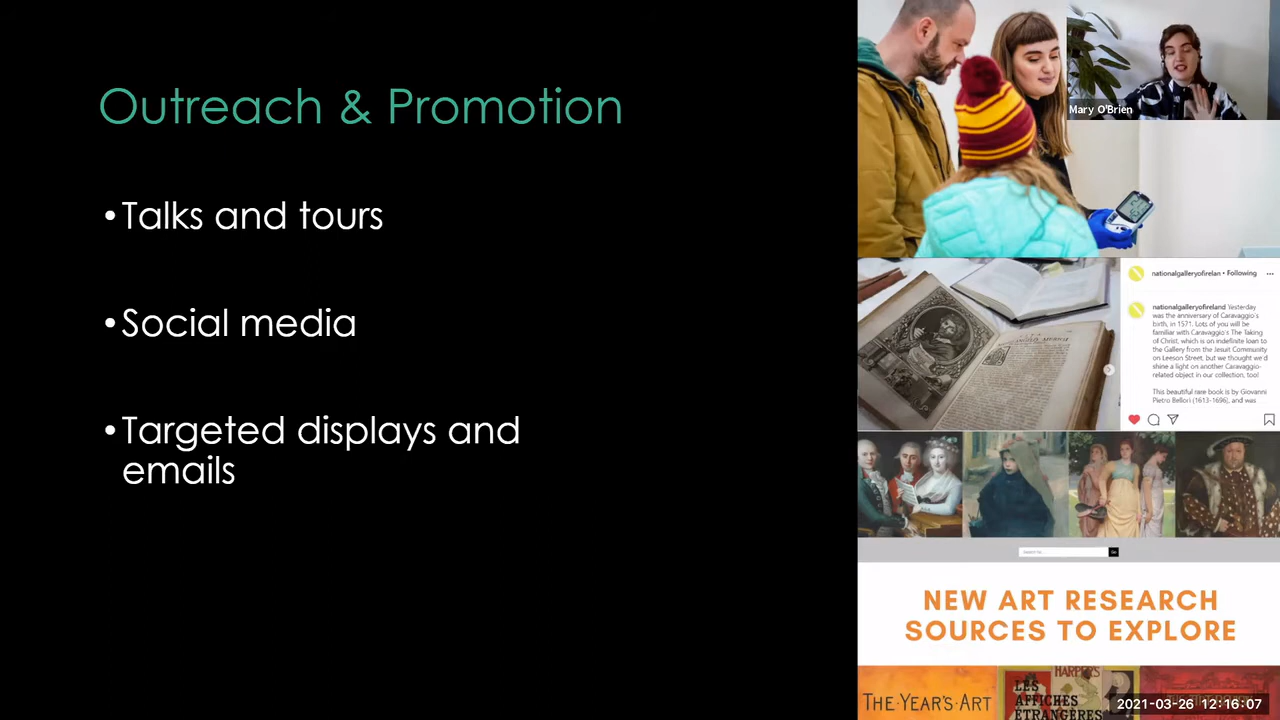 Outreach & Promotion
•Talks and tours
•Social media
•Targeted displays and
emails
Mary O'Brien
nationalgalleryofirelan • Following
nationalgalleryofireland Yesterday
was the anniversary of Caravaggio's
birth, in 1571. Lots of you will be
familiar with Caravaggio's The Taking
of Christ, which is on indefinite loan to
the Gallery from the Jesuit Community
on Leeson Street, but we thought we'd
shine a light on another Caravaggio-
related object in our collection, too!
This beautiful rare book is by Giovanni
Pietro Bellori (1613-1696), and was
Go
NEW ART RESEARCH
SOURCES TO EXPLORE
THE·YEAR'S·ART
HARPER'S
LES
AFFICHES
ÉTRANGÈRES
2021-03-26 12:16:07